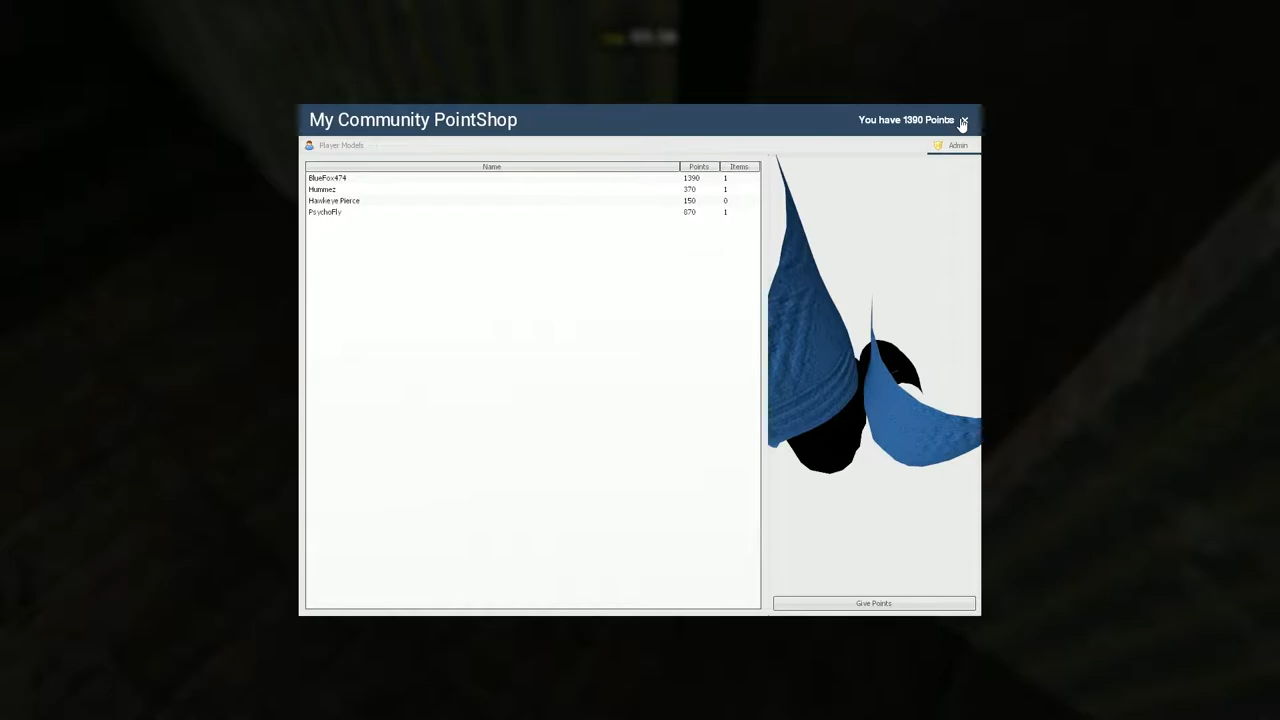 My Community PointShop
You have 1390 Points
Player Models
Admin
Name Points Items
BlueFox474 1390 1
Hummez 370 1
Hawkeye Pierce 150 0
PsychoFly 870 1
Give Points